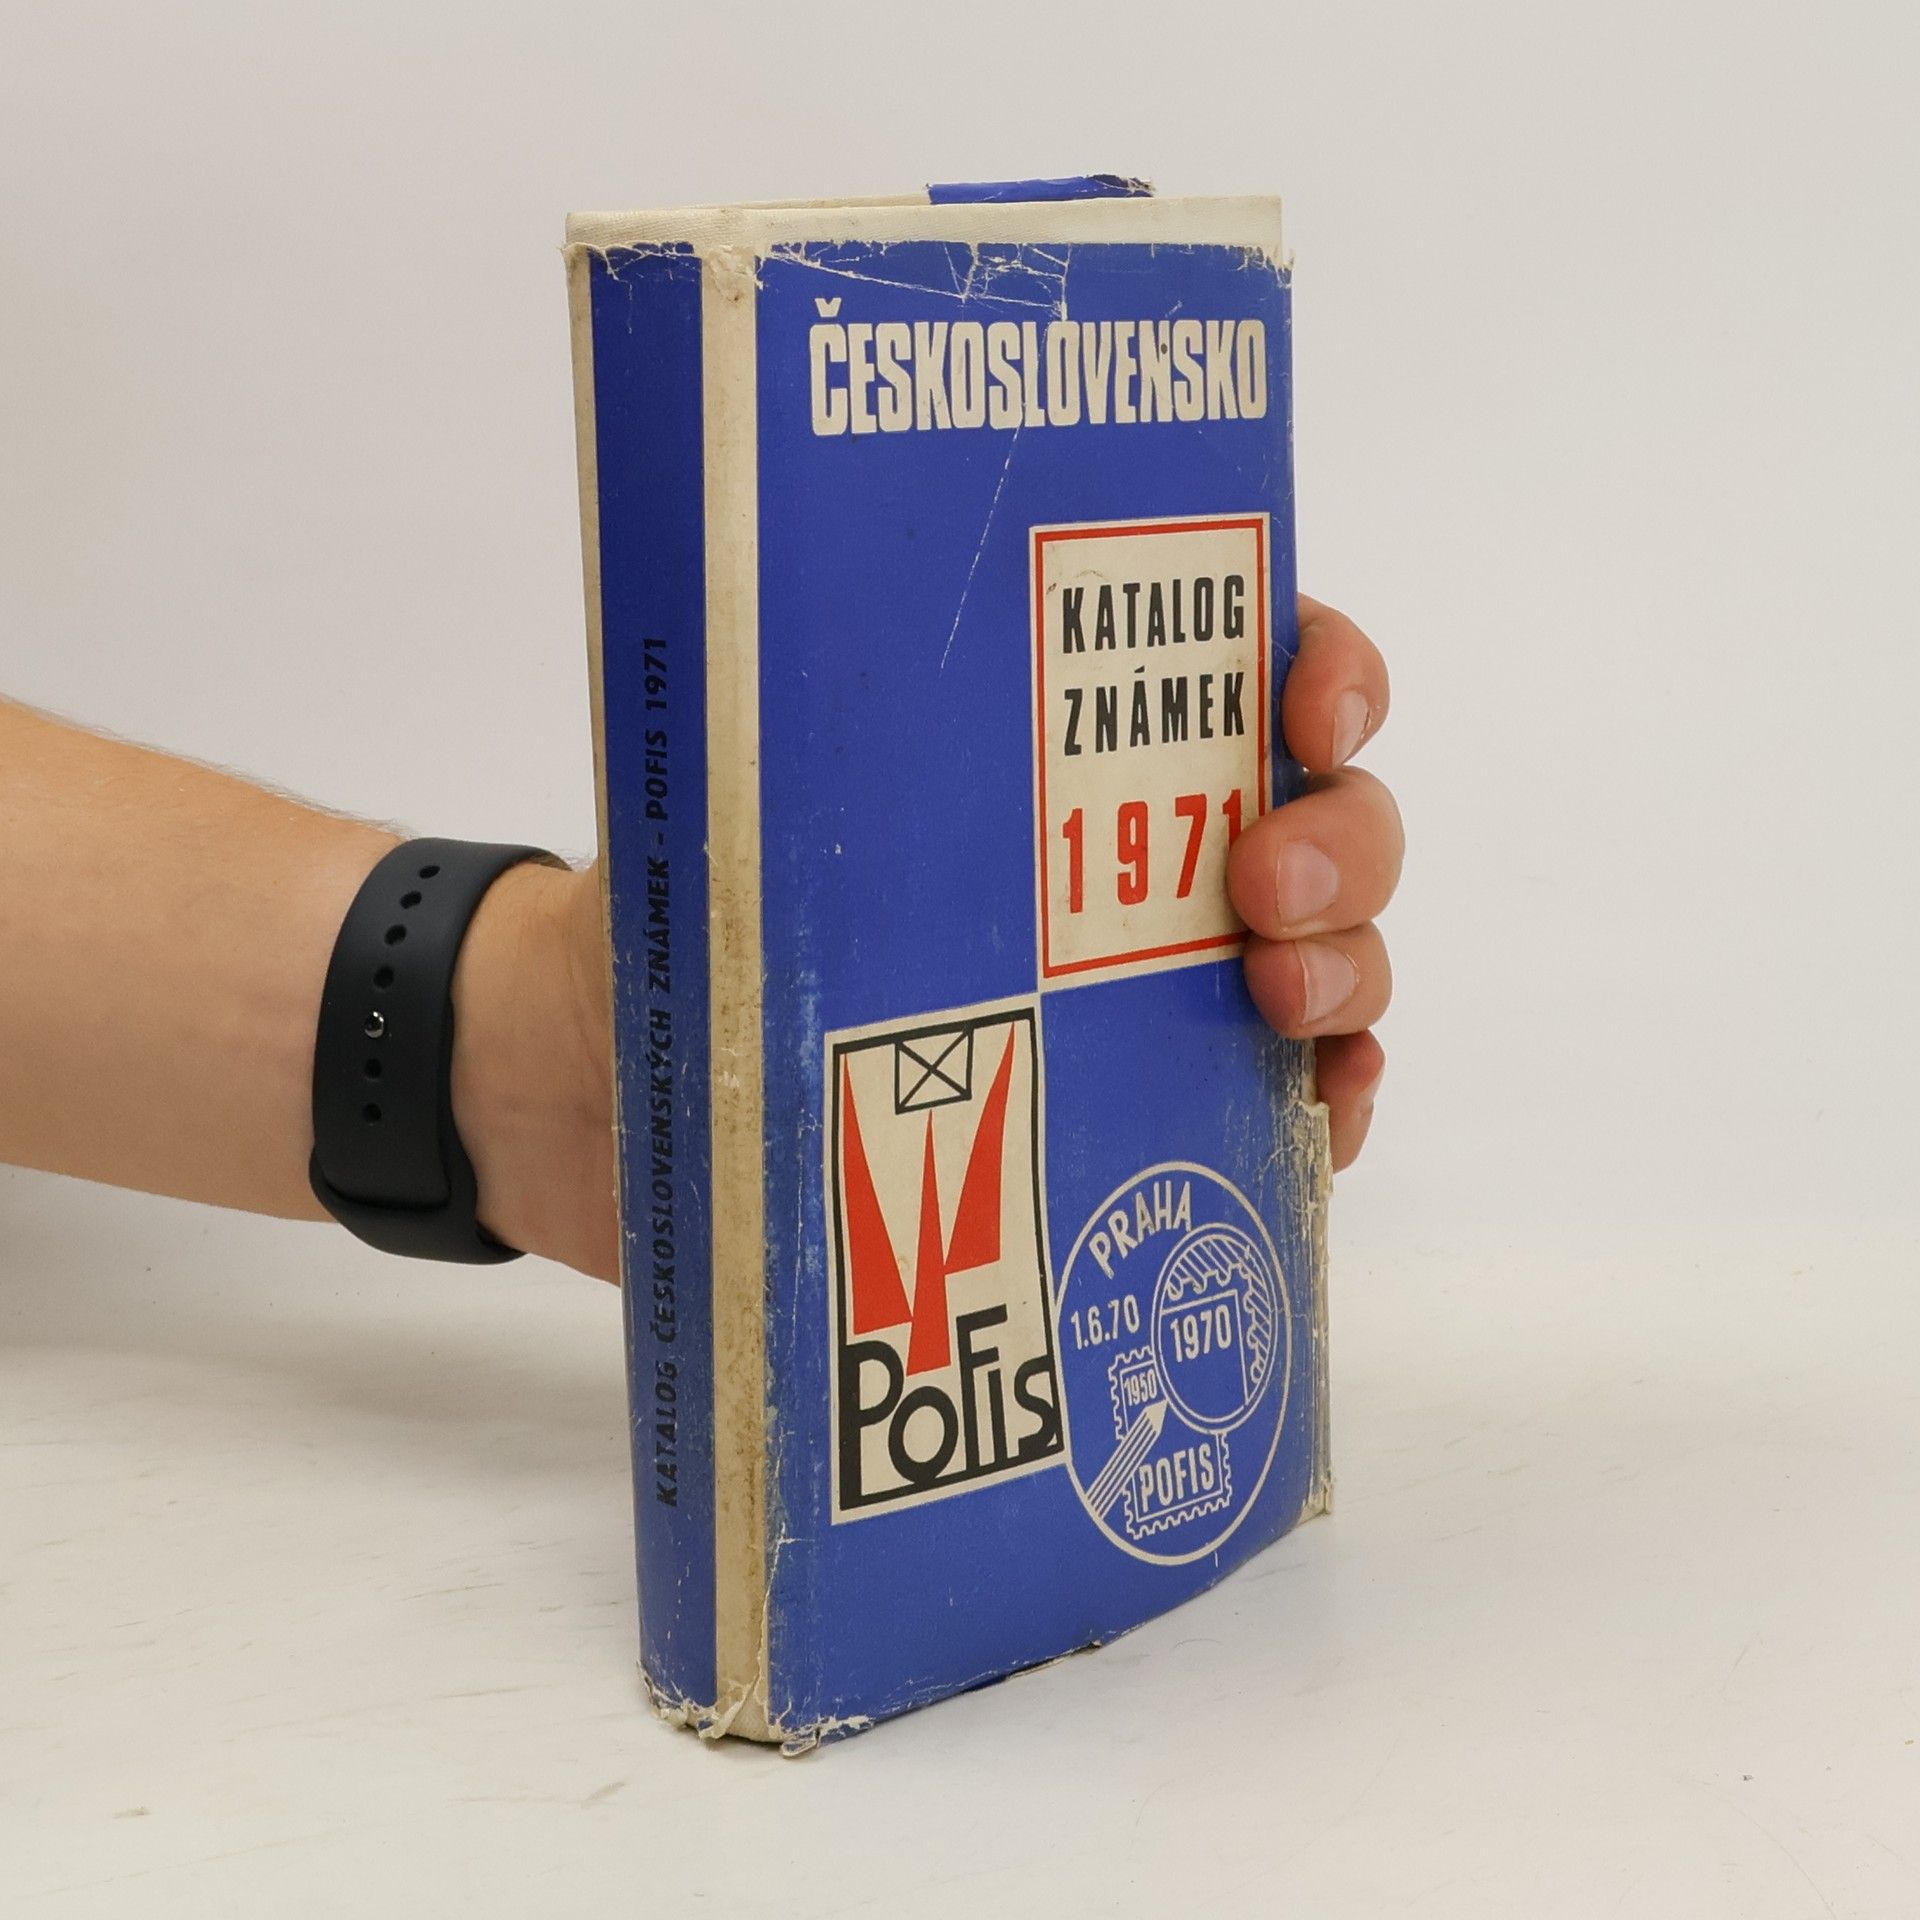 ČESKOSLOVENSKO
KATALOG
ZNÁMEK
1971
POFIS
PRAHA
1.6.70
1970
1950
POFIS
KATALOG ČESKOSLOVENSKÝCH ZNÁMEK - POFIS 1971